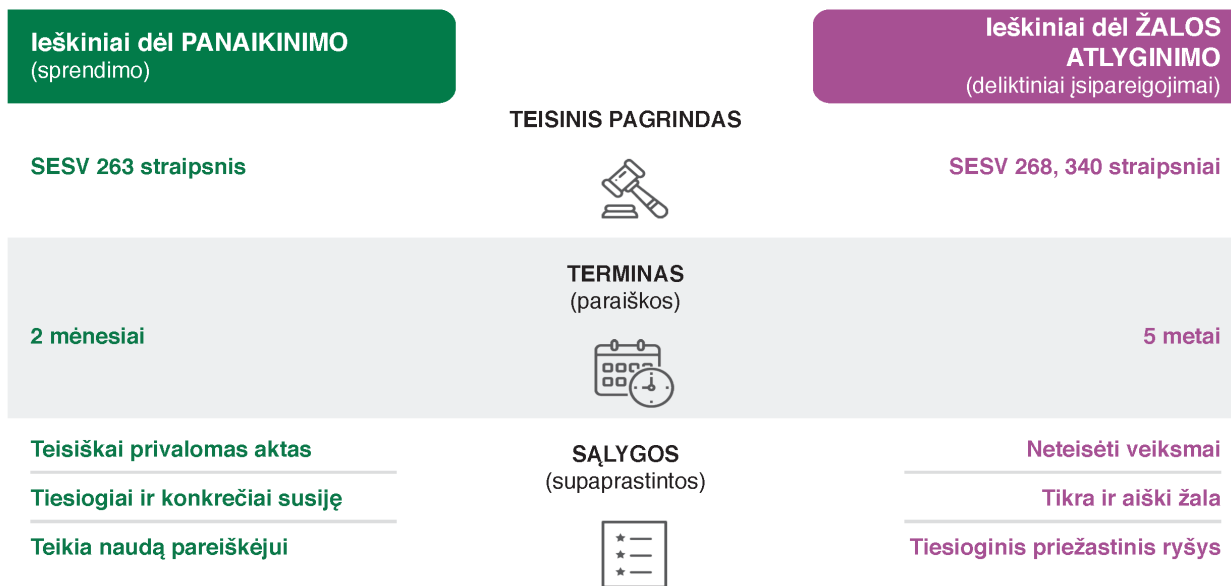 Ieškiniai dėl PANAIKINIMO
(sprendimo)
Ieškiniai dėl ŽALOS
ATLYGINIMO
(deliktiniai įsipareigojimai)
TEISINIS PAGRINDAS
SESV 263 straipsnis
SESV 268, 340 straipsniai
TERMINAS
(paraiškos)
2 mėnesiai
5 metai
SĄLYGOS
(supaprastintos)
Teisiškai privalomas aktas
Tiesiogiai ir konkrečiai susiję
Teikia naudą pareiškėjui
Neteisėti veiksmai
Tikra ir aiški žala
Tiesioginis priežastinis ryšys